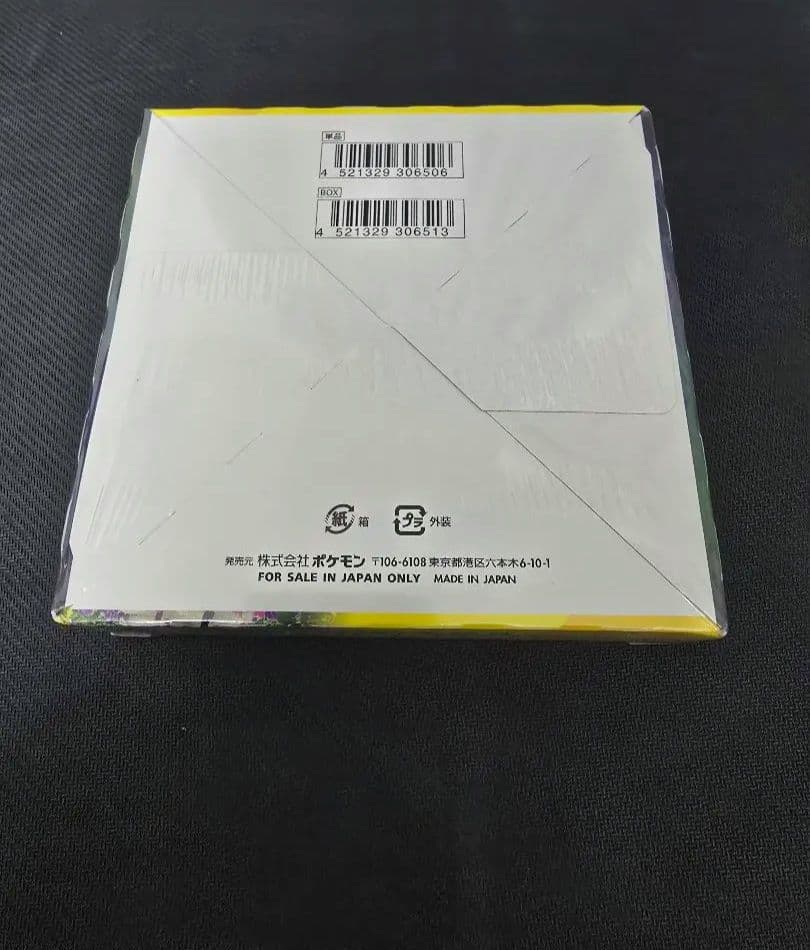 単品
4 521329 306506
BOX
4 521329 306513
紙 箱
プラ 外装
発売元 株式会社 ポケモン 〒106-6108 東京都港区六本木6-10-1
FOR SALE IN JAPAN ONLY MADE IN JAPAN